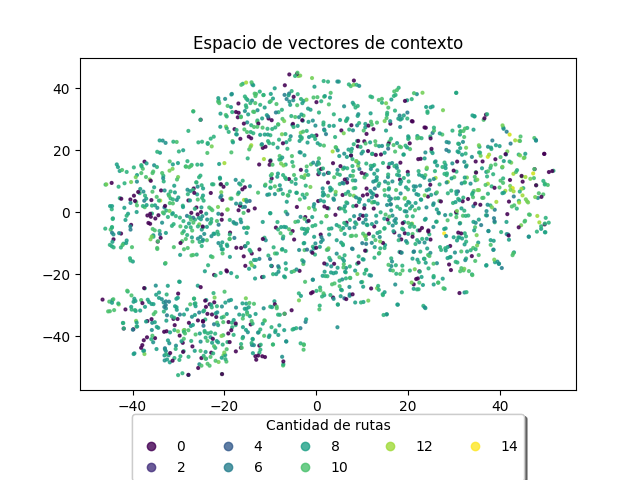 Espacio de vectores de contexto
40
20
0
−20
−40
−40 −20 0 20 40
Cantidad de rutas
0 4 8 12 14
2 6 10